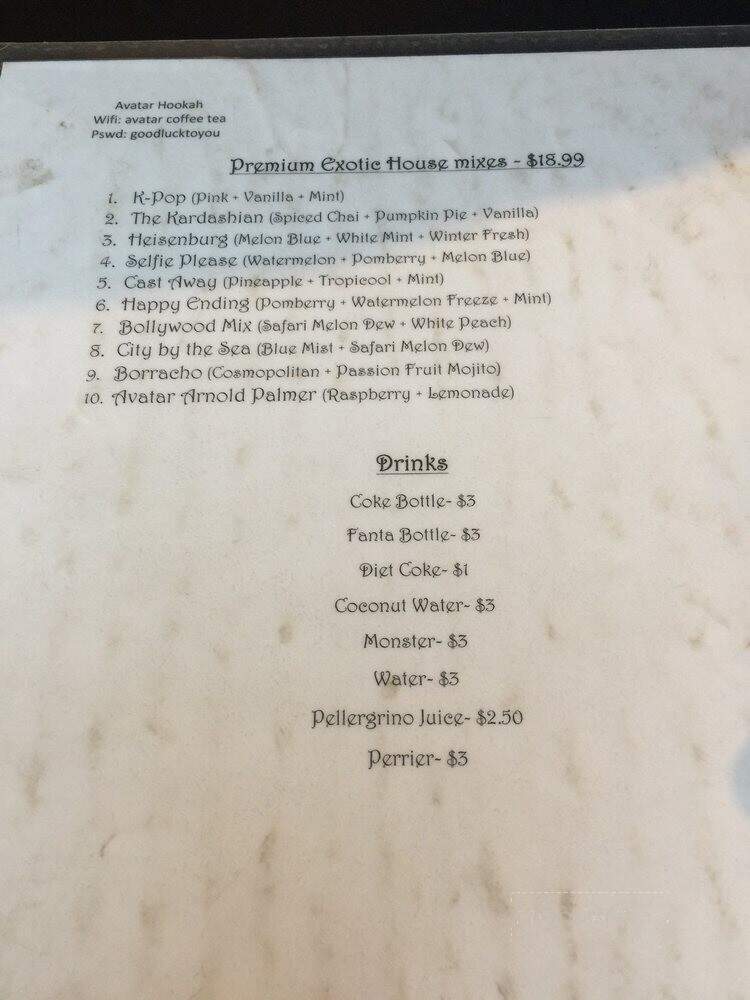 Avatar Hookah
Wifi: avatar coffee tea
Pswd: goodlucktoyou
Premium Exotic House mixes - $18.99
1. K-Pop (Pink + Vanilla + Mint)
2. The Kardashian (Spiced Chai + Pumpkin Pie + Vanilla)
3. Heisenburg (Melon Blue + White Mint + Winter Fresh)
4. Selfie Please (Watermelon + Pomberry + Melon Blue)
5. Cast Away (Pineapple + Tropicool + Mint)
6. Happy Ending (Pomberry + Watermelon Freeze + Mint)
7. Bollywood Mix (Safari Melon Dew + White Peach)
8. City by the Sea (Blue Mist + Safari Melon Dew)
9. Borracho (Cosmopolitan + Passion Fruit Mojito)
10. Avatar Arnold Palmer (Raspberry + Lemonade)
Drinks
Coke Bottle- $3
Fanta Bottle- $3
Diet Coke- $1
Coconut Water- $3
Monster- $3
Water- $3
Pellergrino Juice- $2.50
Perrier- $3